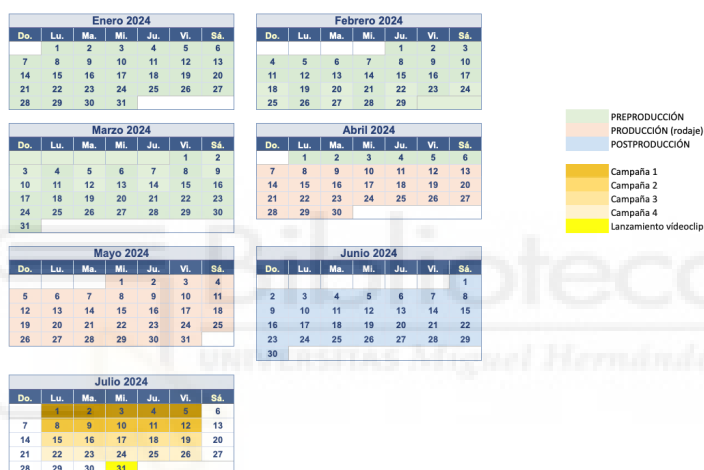 Enero 2024
Do. Lu. Ma. Mi. Ju. Vi. Sá.
1 2 3 4 5 6
7 8 9 10 11 12 13
14 15 16 17 18 19 20
21 22 23 24 25 26 27
28 29 30 31
Febrero 2024
Do. Lu. Ma. Mi. Ju. Vi. Sá.
1 2 3
4 5 6 7 8 9 10
11 12 13 14 15 16 17
18 19 20 21 22 23 24
25 26 27 28 29
Marzo 2024
Do. Lu. Ma. Mi. Ju. Vi. Sá.
1 2
3 4 5 6 7 8 9
10 11 12 13 14 15 16
17 18 19 20 21 22 23
24 25 26 27 28 29 30
31
Abril 2024
Do. Lu. Ma. Mi. Ju. Vi. Sá.
1 2 3 4 5 6
7 8 9 10 11 12 13
14 15 16 17 18 19 20
21 22 23 24 25 26 27
28 29 30
PREPRODUCCIÓN
PRODUCCIÓN (rodaje)
POSTPRODUCCIÓN
Campaña 1
Campaña 2
Campaña 3
Campaña 4
Lanzamiento vídeoclip
Mayo 2024
Do. Lu. Ma. Mi. Ju. Vi. Sá.
1 2 3 4
5 6 7 8 9 10 11
12 13 14 15 16 17 18
19 20 21 22 23 24 25
26 27 28 29 30 31
Junio 2024
Do. Lu. Ma. Mi. Ju. Vi. Sá.
1
2 3 4 5 6 7 8
9 10 11 12 13 14 15
16 17 18 19 20 21 22
23 24 25 26 27 28 29
30
Julio 2024
Do. Lu. Ma. Mi. Ju. Vi. Sá.
1 2 3 4 5 6
7 8 9 10 11 12 13
14 15 16 17 18 19 20
21 22 23 24 25 26 27
28 29 30 31
Biblioteca
UNIVERSITAS Miguel Hernández